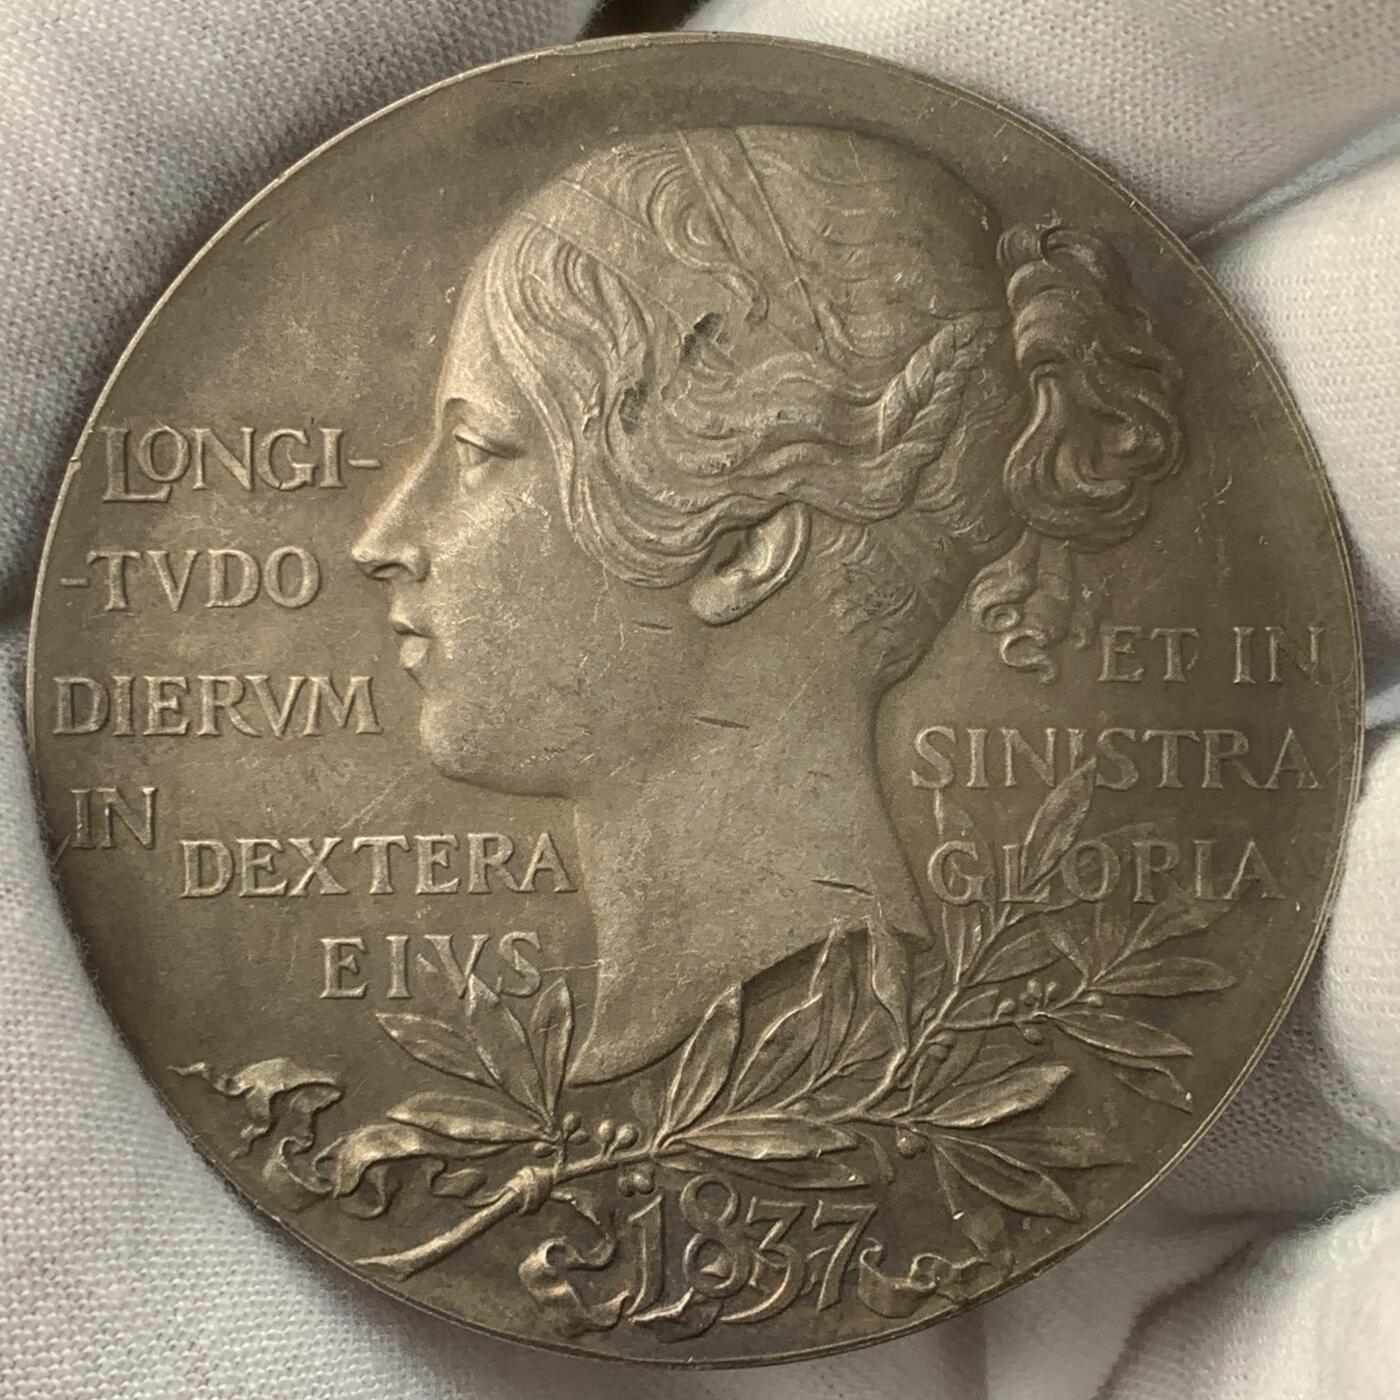 LONGI-
-TVDO
DIERVM
IN
DEXTERA
EIVS
ET IN
SINISTRA
GLORIA
1837